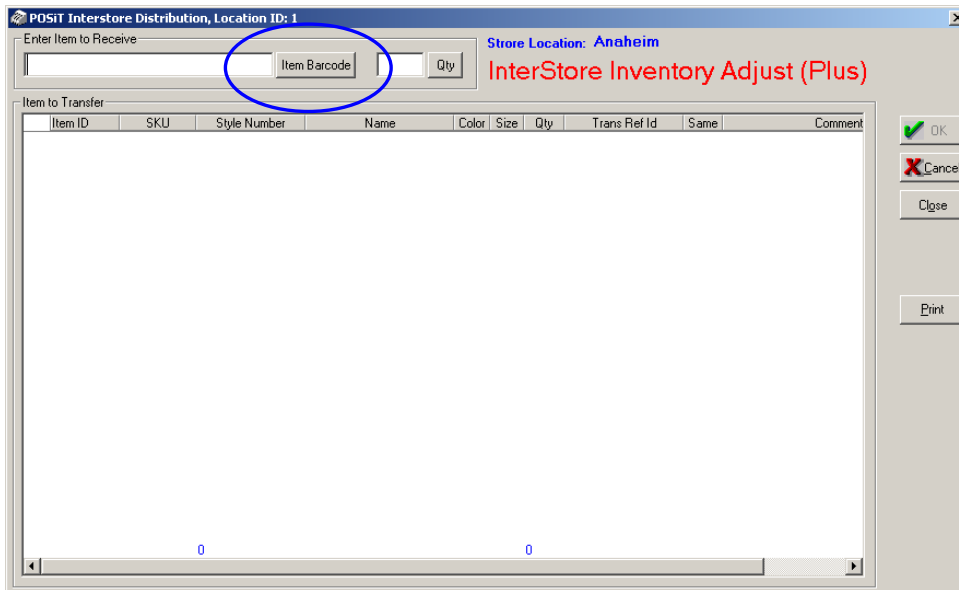 POSiT Interstore Distribution, Location ID: 1
Enter Item to Receive
Item Barcode Qty
Strore Location: Anaheim
InterStore Inventory Adjust (Plus)
Item to Transfer
Item ID SKU Style Number Name Color Size Qty Trans Ref Id Same Comment
OK
Cance
Close
Print
0 0